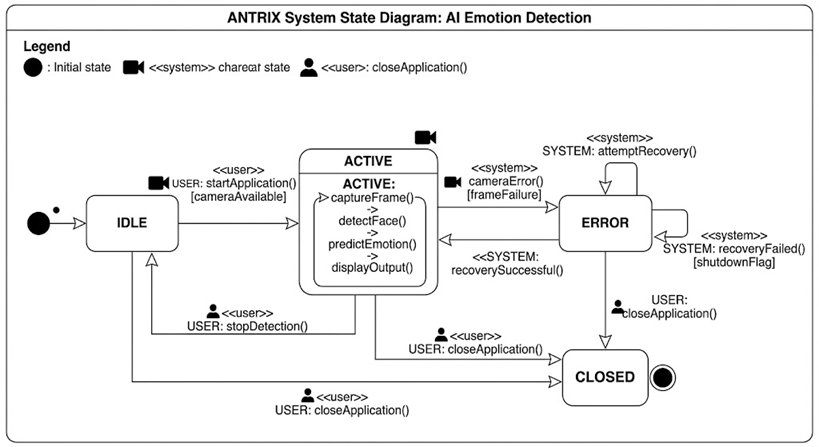 ANTRIX System State Diagram: AI Emotion Detection
Legend
: Initial state
<<system>> chareat state
<<user>: closeApplication()
<<user>>
USER: startApplication()
[cameraAvailable]
IDLE
ACTIVE
ACTIVE:
captureFrame()
->
detectFace()
->
predictEmotion()
->
displayOutput()
<<system>>
cameraError()
[frameFailure]
<<SYSTEM:
recoverySuccessful()
<<system>>
SYSTEM: attemptRecovery()
ERROR
<<system>>
SYSTEM: recoveryFailed()
[shutdownFlag]
<<user>>
USER: stopDetection()
<<user>>
USER: closeApplication()
USER:
closeApplication()
<<user>>
USER: closeApplication()
CLOSED